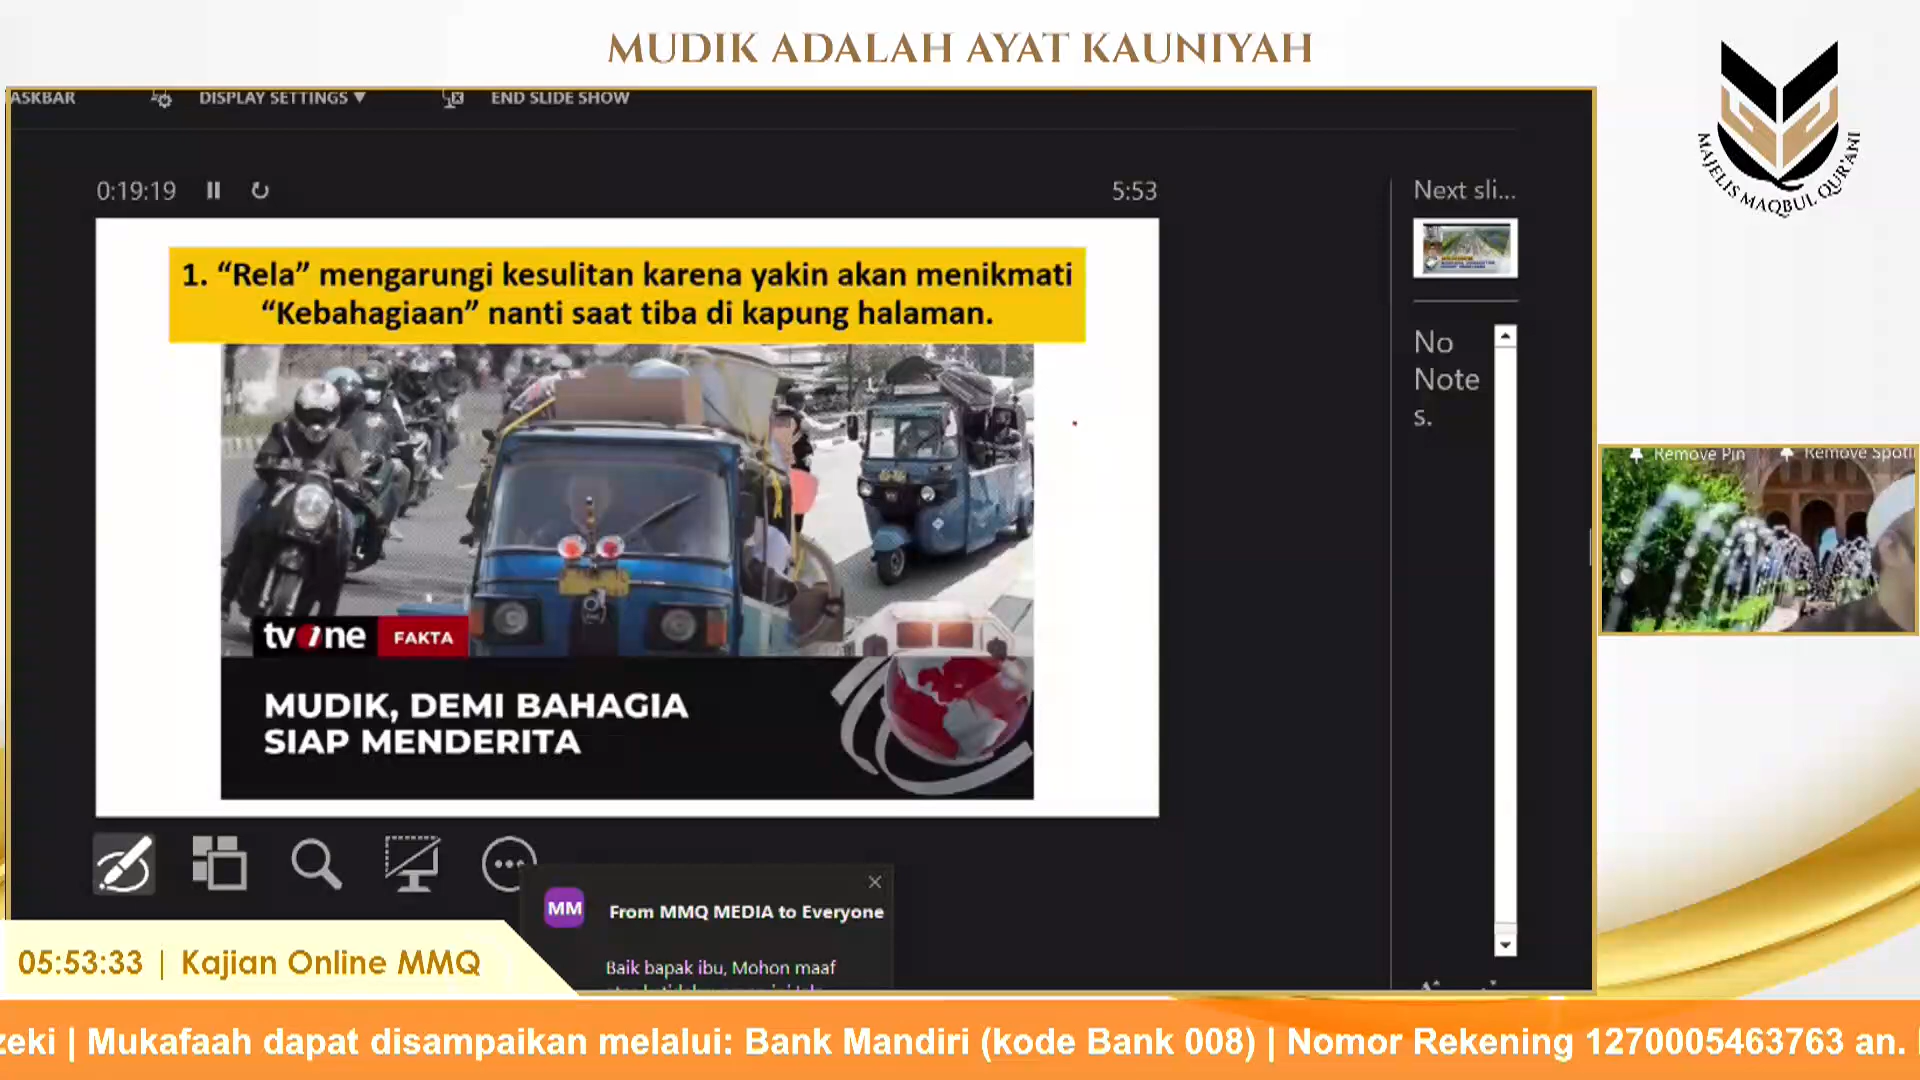 MUDIK ADALAH AYAT KAUNIYAH
ASKBAR
DISPLAY SETTINGS ▼
END SLIDE SHOW
MAJELIS MAQBUL QUR'ANI
0:19:19
5:53
Next sli...
1. “Rela” mengarungi kesulitan karena yakin akan menikmati
“Kebahagiaan” nanti saat tiba di kapung halaman.
No
Note
s.
Remove Pin
Remove Spotli
tvOne FAKTA
MUDIK, DEMI BAHAGIA
SIAP MENDERITA
MM
From MMQ MEDIA to Everyone
Baik bapak ibu, Mohon maaf
05:53:33 | Kajian Online MMQ
zeki | Mukafaah dapat disampaikan melalui: Bank Mandiri (kode Bank 008) | Nomor Rekening 1270005463763 an.